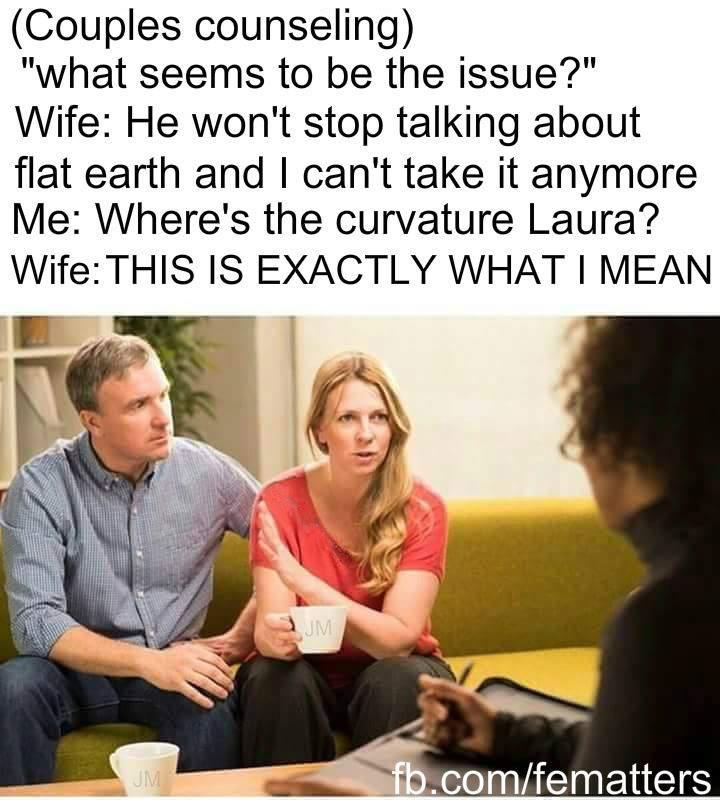 (Couples counseling)
"what seems to be the issue?"
Wife: He won't stop talking about
flat earth and I can't take it anymore
Me: Where's the curvature Laura?
Wife: THIS IS EXACTLY WHAT I MEAN
JM
JM
fb.com/fematters